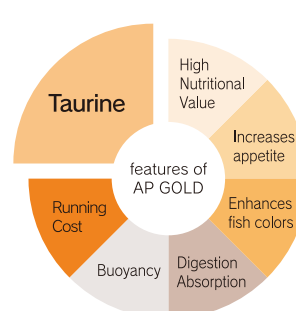 Taurine
High
Nutritional
Value
Increases
appetite
Enhances
fish colors
Digestion
Absorption
Buoyancy
Running
Cost
features of
AP GOLD